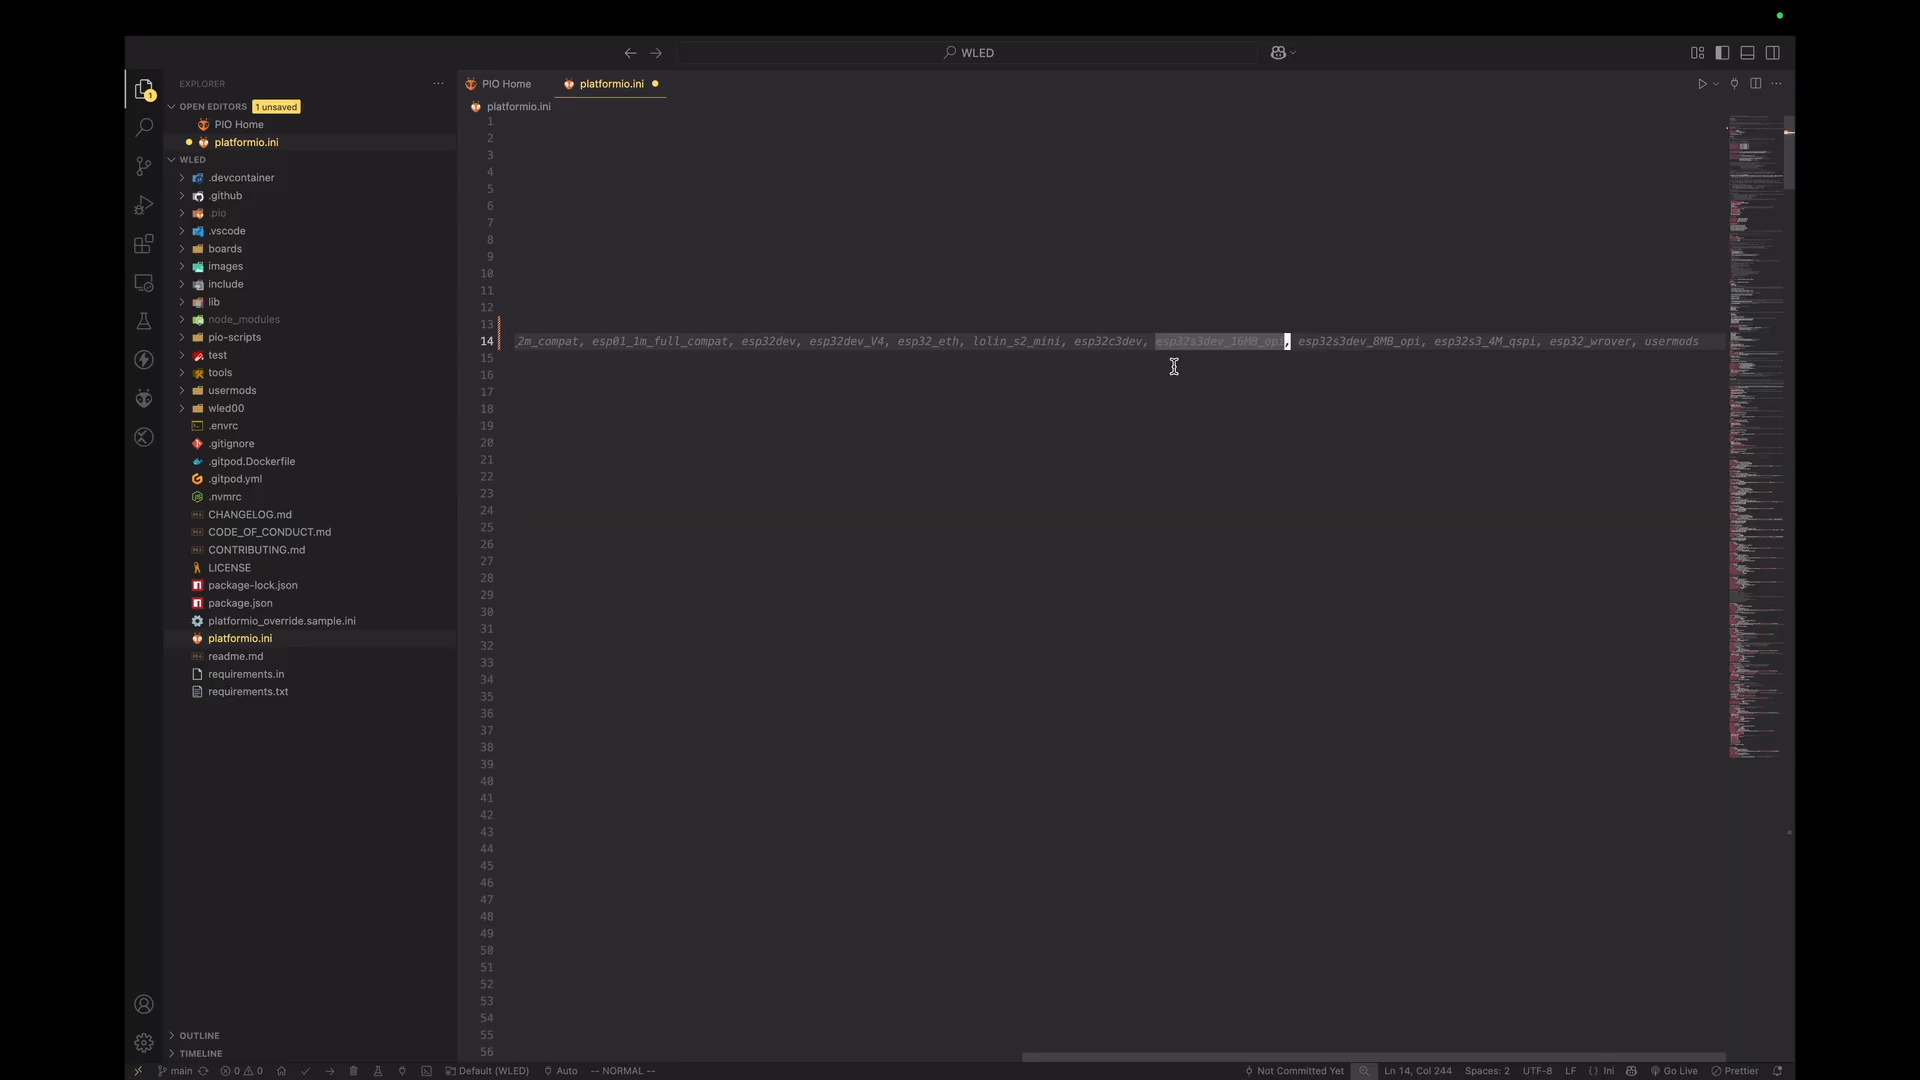 WLED
EXPLORER
OPEN EDITORS 1 unsaved
PIO Home
platformio.ini
WLED
.devcontainer
.github
.pio
.vscode
boards
images
include
lib
node_modules
pio-scripts
test
tools
usermods
wled00
.envrc
.gitignore
.gitpod.Dockerfile
.gitpod.yml
.nvmrc
CHANGELOG.md
CODE_OF_CONDUCT.md
CONTRIBUTING.md
LICENSE
package-lock.json
package.json
platformio_override.sample.ini
platformio.ini
readme.md
requirements.in
requirements.txt
OUTLINE
TIMELINE
PIO Home platformio.ini
platformio.ini
1
2
3
4
5
6
7
8
9
10
11
12
13
14 2m_compat, esp01_1m_full_compat, esp32dev, esp32dev_V4, esp32_eth, lolin_s2_mini, esp32c3dev, esp32s3dev_16MB_opi, esp32s3dev_8MB_opi, esp32s3_4M_qspi, esp32_wrover, usermods
15
16
17
18
19
20
21
22
23
24
25
26
27
28
29
30
31
32
33
34
35
36
37
38
39
40
41
42
43
44
45
46
47
48
49
50
51
52
53
54
55
56
main 0 0 Default (WLED) Auto -- NORMAL -- Not Committed Yet Ln 14, Col 244 Spaces: 2 UTF-8 LF { } Ini Go Live Prettier